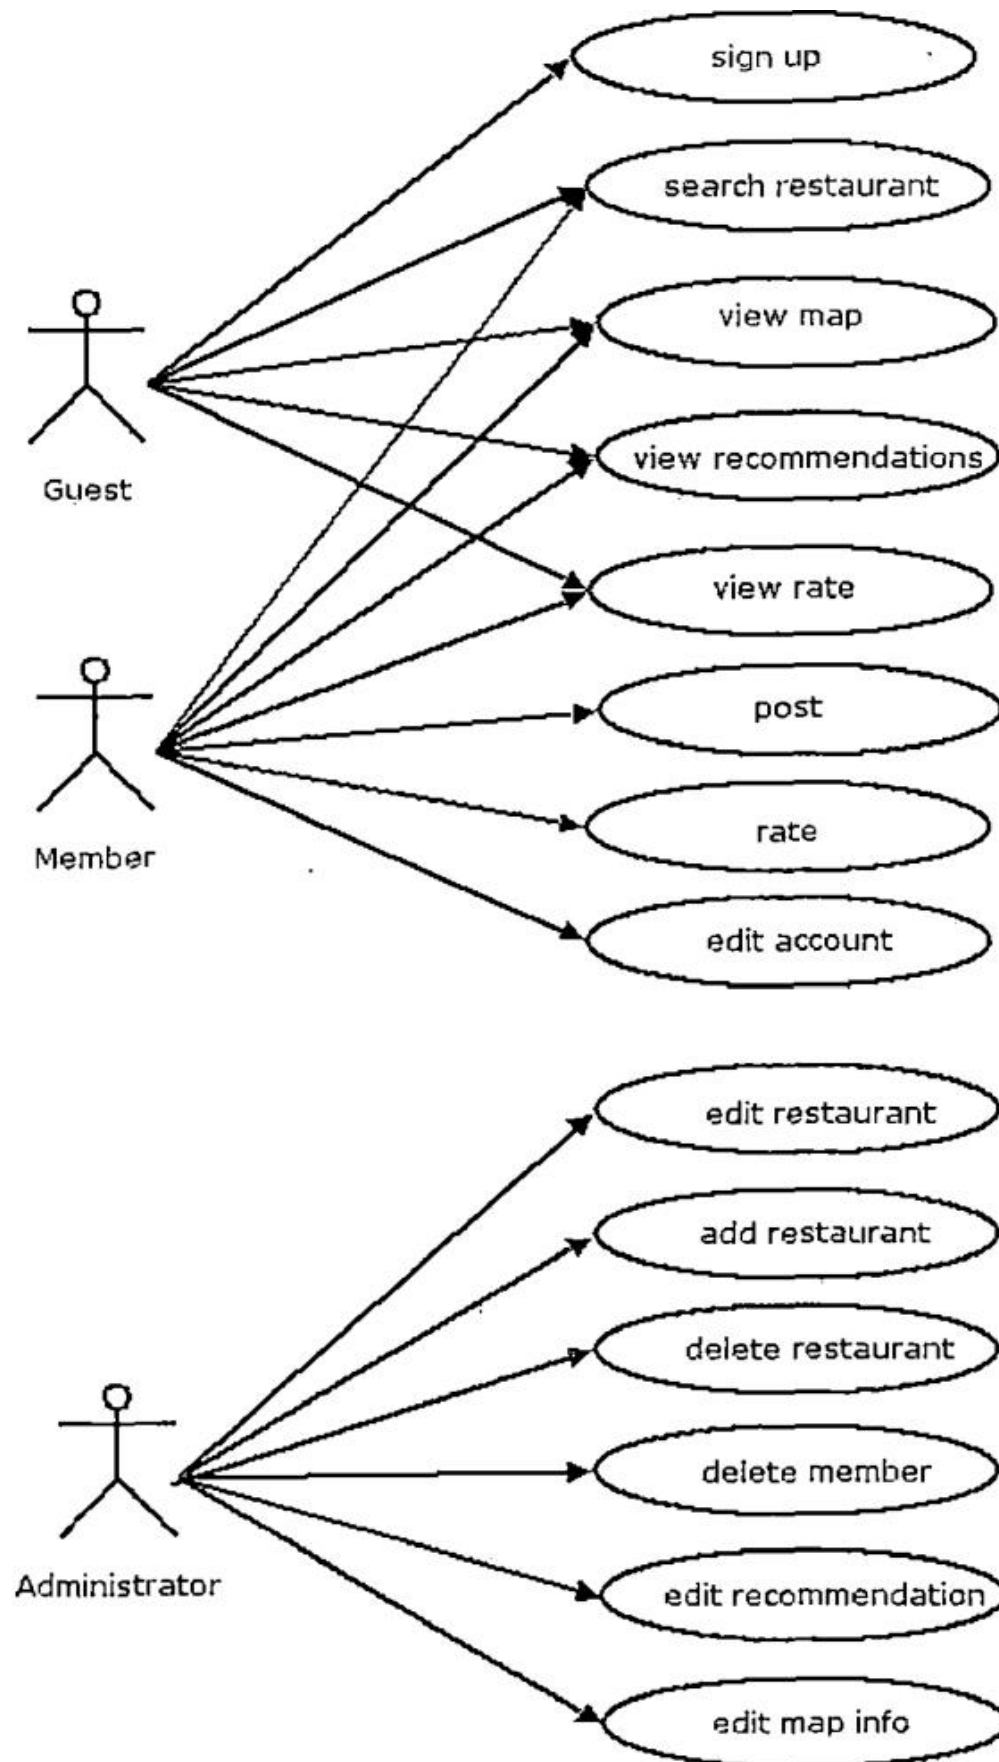 sign up
search restaurant
view map
view recommendations
Guest
view rate
post
rate
Member
edit account
edit restaurant
add restaurant
delete restaurant
delete member
edit recommendation
Administrator
edit map info